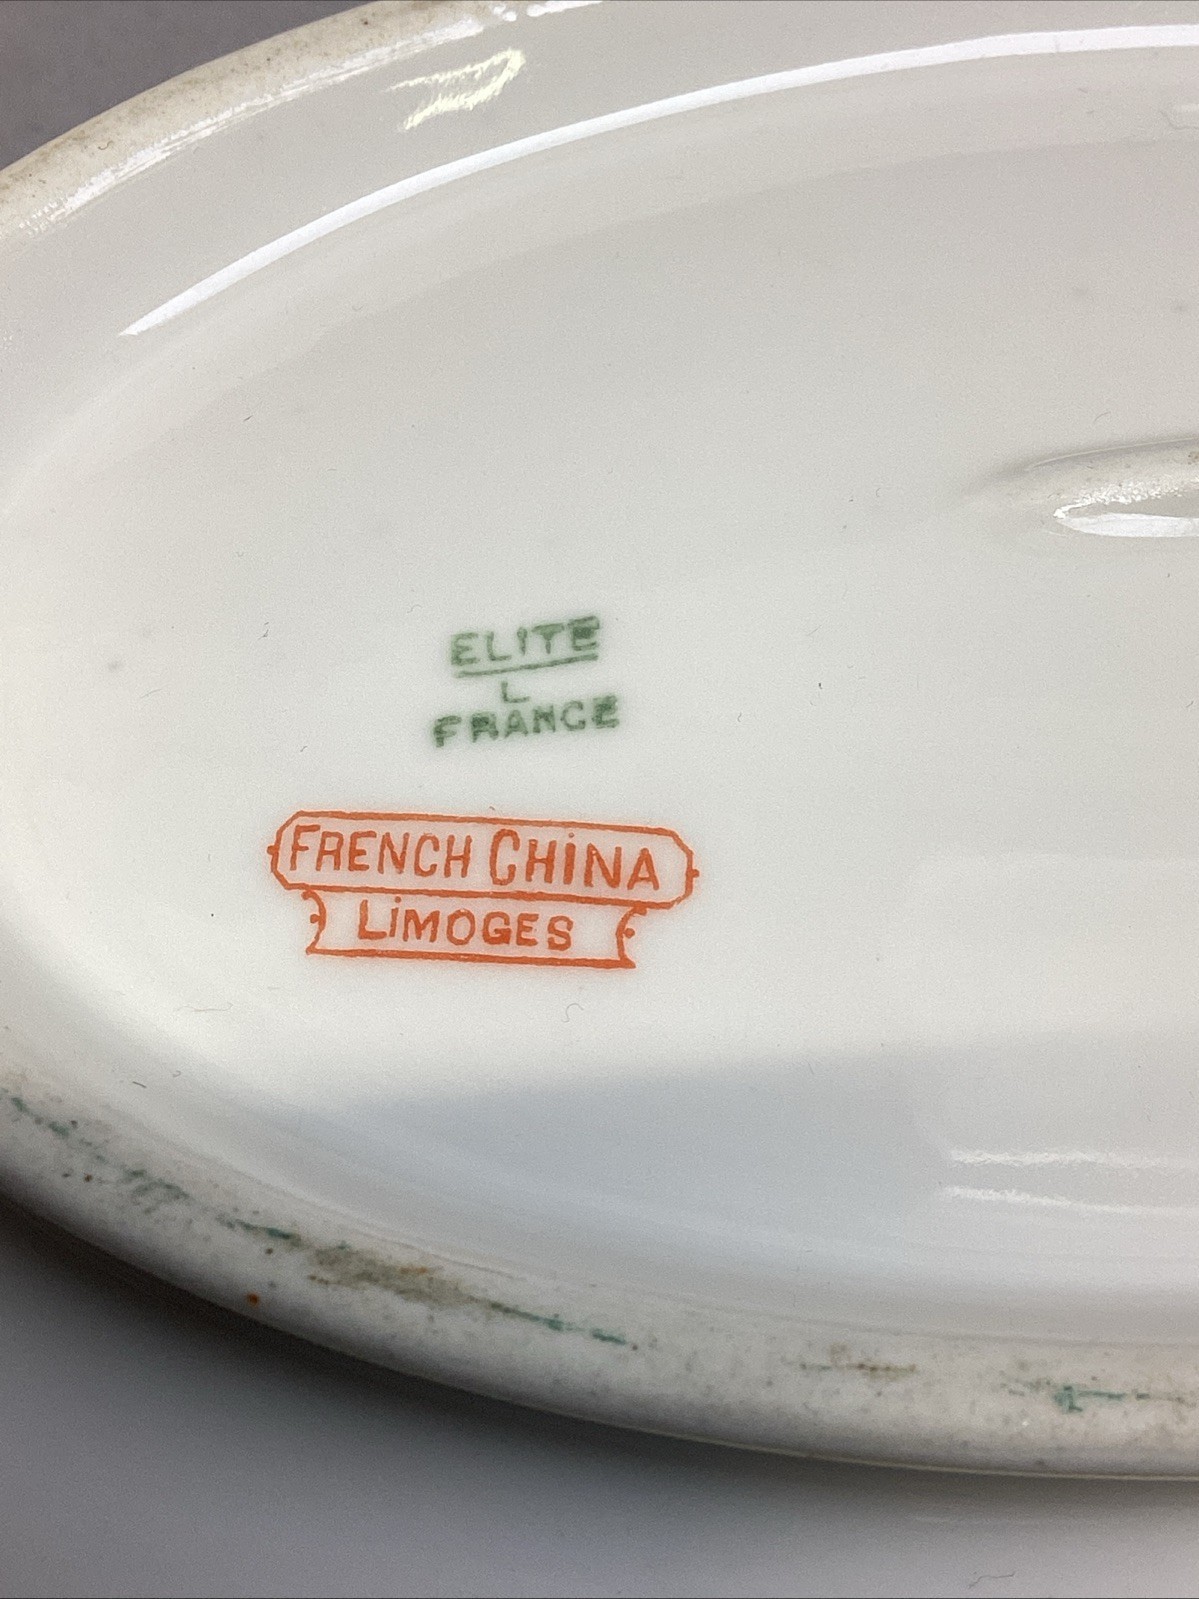 ELITE
L
FRANCE
FRENCH CHINA
LIMOGES